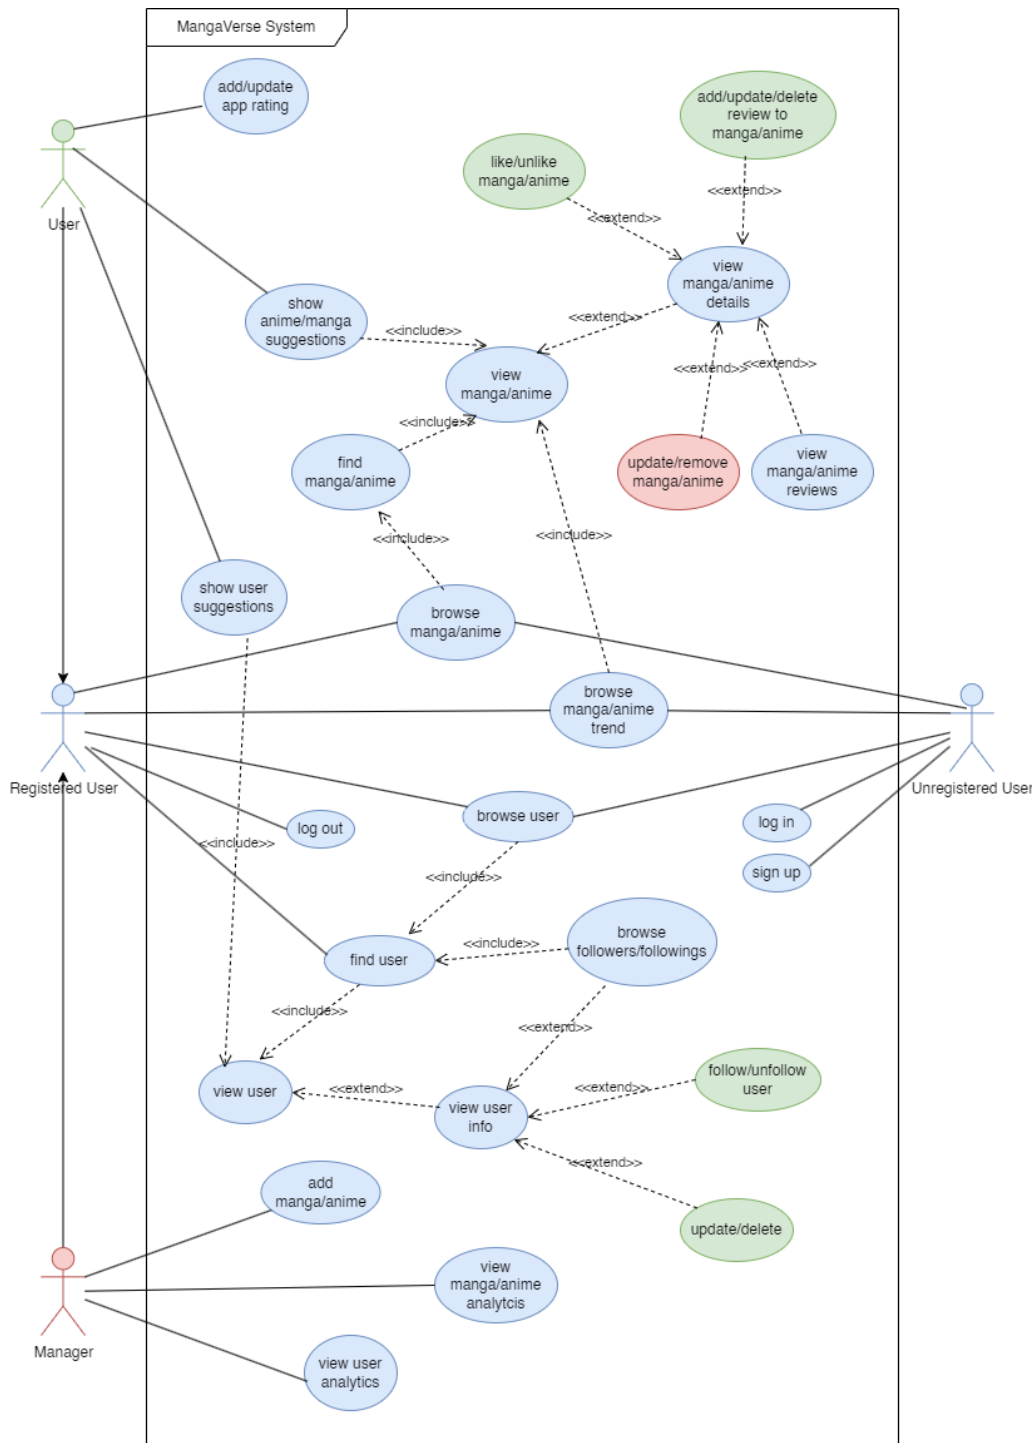 MangaVerse System
add/update
app rating
add/update/delete
review to
manga/anime
like/unlike
manga/anime
<<extend>>
<<extend>>
User
view
manga/anime
details
show
anime/manga
suggestions
<<extend>>
<<include>>
view
manga/anime
<<extend>>
<<extend>>
<<include>>
find
manga/anime
update/remove
manga/anime
view
manga/anime
reviews
<<include>>
<<include>>
show user
suggestions
browse
manga/anime
browse
manga/anime
trend
Registered User
Unregistered User
browse user
log out
log in
<<include>>
sign up
<<include>>
browse
followers/followings
<<include>>
find user
<<include>>
<<extend>>
view user
<<extend>>
view user
info
<<extend>>
follow/unfollow
user
<<extend>>
add
manga/anime
update/delete
view
manga/anime
analytcis
Manager
view user
analytics